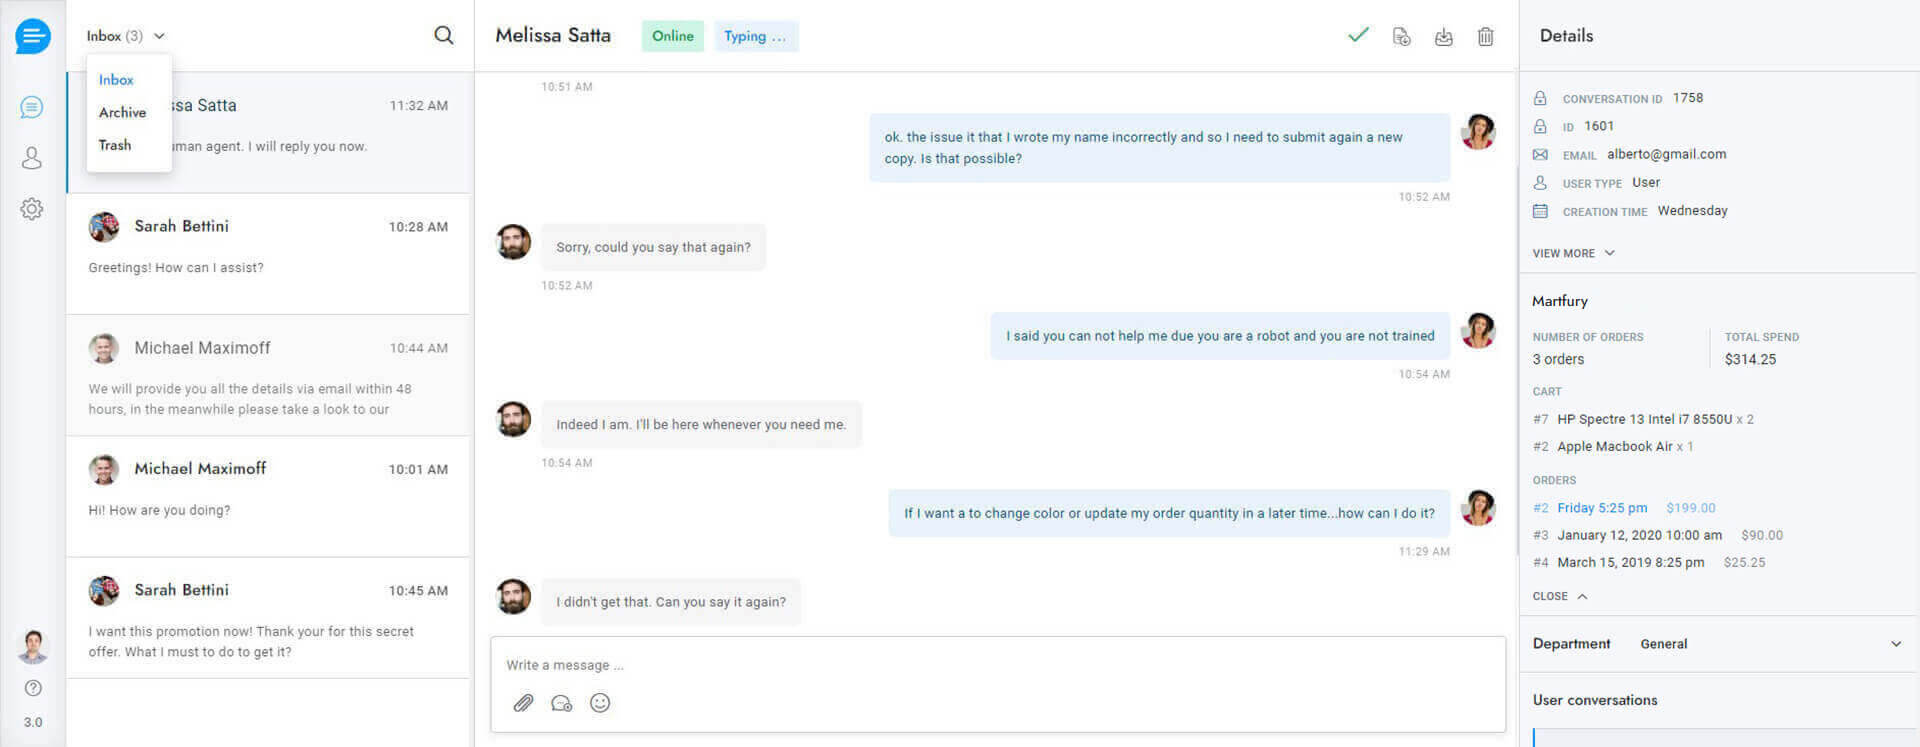 Inbox (3)
Inbox
Archive
Trash
ssa Satta
11:32 AM
uman agent. I will reply you now.
Sarah Bettini
10:28 AM
Greetings! How can I assist?
Michael Maximoff
10:44 AM
We will provide you all the details via email within 48
hours, in the meanwhile please take a look to our
Michael Maximoff
10:01 AM
Hi! How are you doing?
Sarah Bettini
10:45 AM
I want this promotion now! Thank your for this secret
offer. What I must to do to get it?
3.0
Melissa Satta
Online
Typing ...
10:51 AM
ok. the issue it that I wrote my name incorrectly and so I need to submit again a new
copy. Is that possible?
10:52 AM
Sorry, could you say that again?
10:52 AM
I said you can not help me due you are a robot and you are not trained
10:54 AM
Indeed I am. I'll be here whenever you need me.
10:54 AM
If I want a to change color or update my order quantity in a later time...how can I do it?
11:29 AM
I didn't get that. Can you say it again?
Write a message ...
Details
CONVERSATION ID 1758
ID 1601
EMAIL alberto@gmail.com
USER TYPE User
CREATION TIME Wednesday
VIEW MORE
Martfury
NUMBER OF ORDERS
3 orders
TOTAL SPEND
$314.25
CART
#7 HP Spectre 13 Intel i7 8550U x 2
#2 Apple Macbook Air x 1
ORDERS
#2 Friday 5:25 pm $199.00
#3 January 12, 2020 10:00 am $90.00
#4 March 15, 2019 8:25 pm $25.25
CLOSE
Department General
User conversations